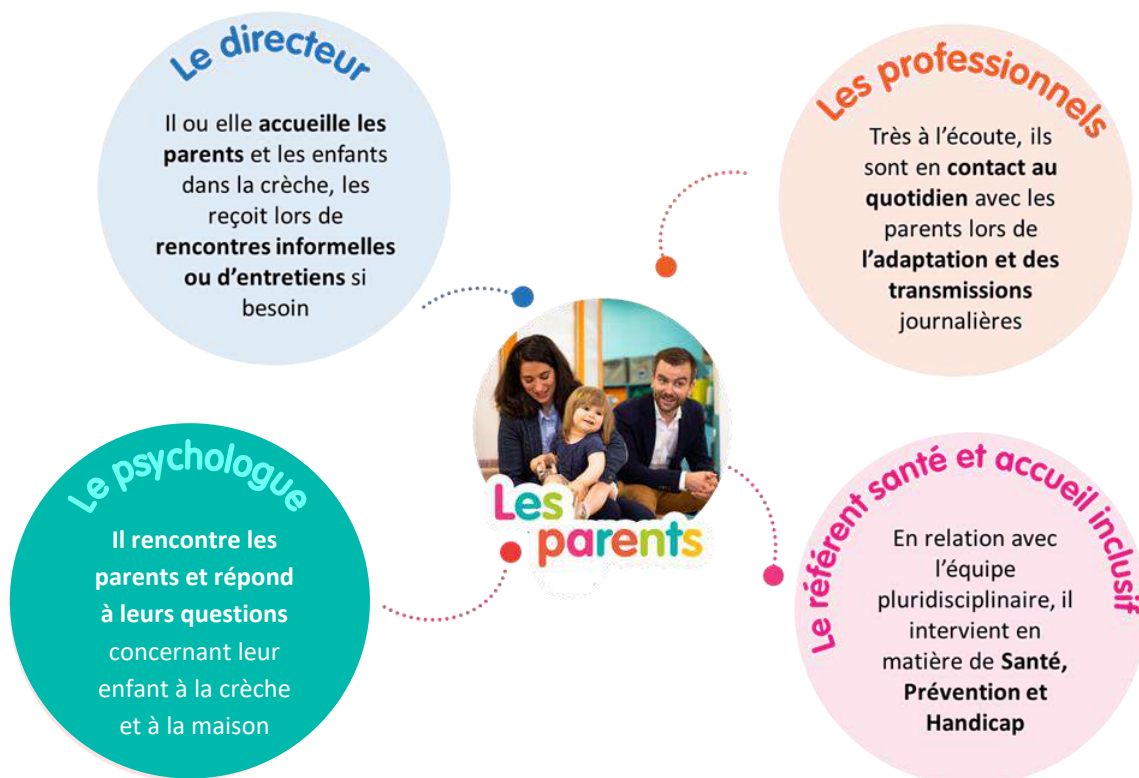 Le directeur
Il ou elle accueille les
parents et les enfants
dans la crèche, les
reçoit lors de
rencontres informelles
ou d’entretiens si
besoin
Les professionnels
Très à l’écoute, ils
sont en contact au
quotidien avec les
parents lors de
l’adaptation et des
transmissions
journalières
Les
parents
Le psychologue
Il rencontre les
parents et répond
à leurs questions
concernant leur
enfant à la crèche
et à la maison
Le référent santé et accueil inclusif
En relation avec
l’équipe
pluridisciplinaire, il
intervient en
matière de Santé,
Prévention et
Handicap